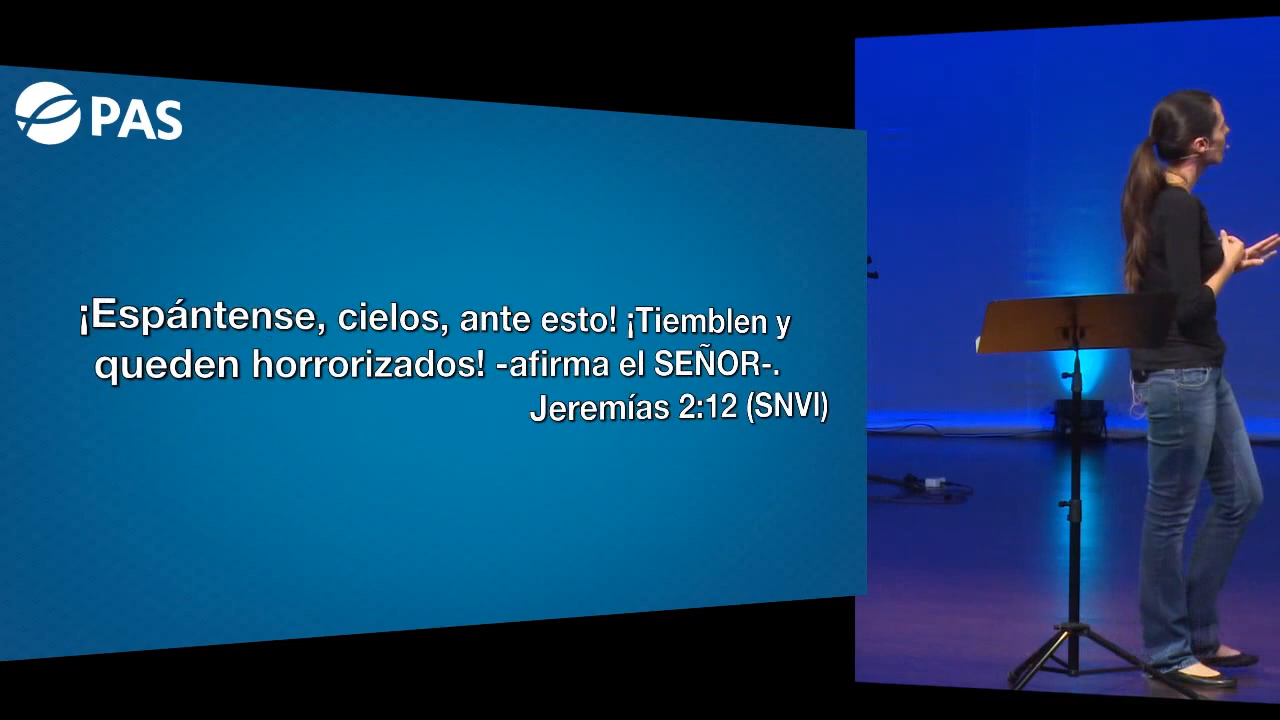 PAS
¡Espántense, cielos, ante esto! ¡Tiemblen y
queden horrorizados! -afirma el SEÑOR-.
Jeremías 2:12 (SNVI)